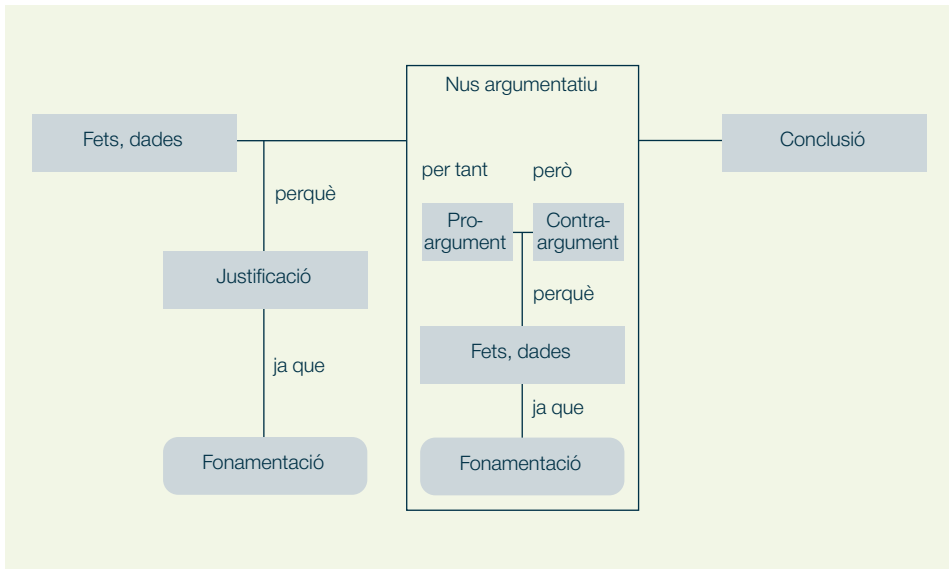 Nus argumentatiu
Fets, dades
Conclusió
per tant
però
perquè
Pro-
argument
Contra-
argument
Justificació
perquè
Fets, dades
ja que
ja que
Fonamentació
Fonamentació